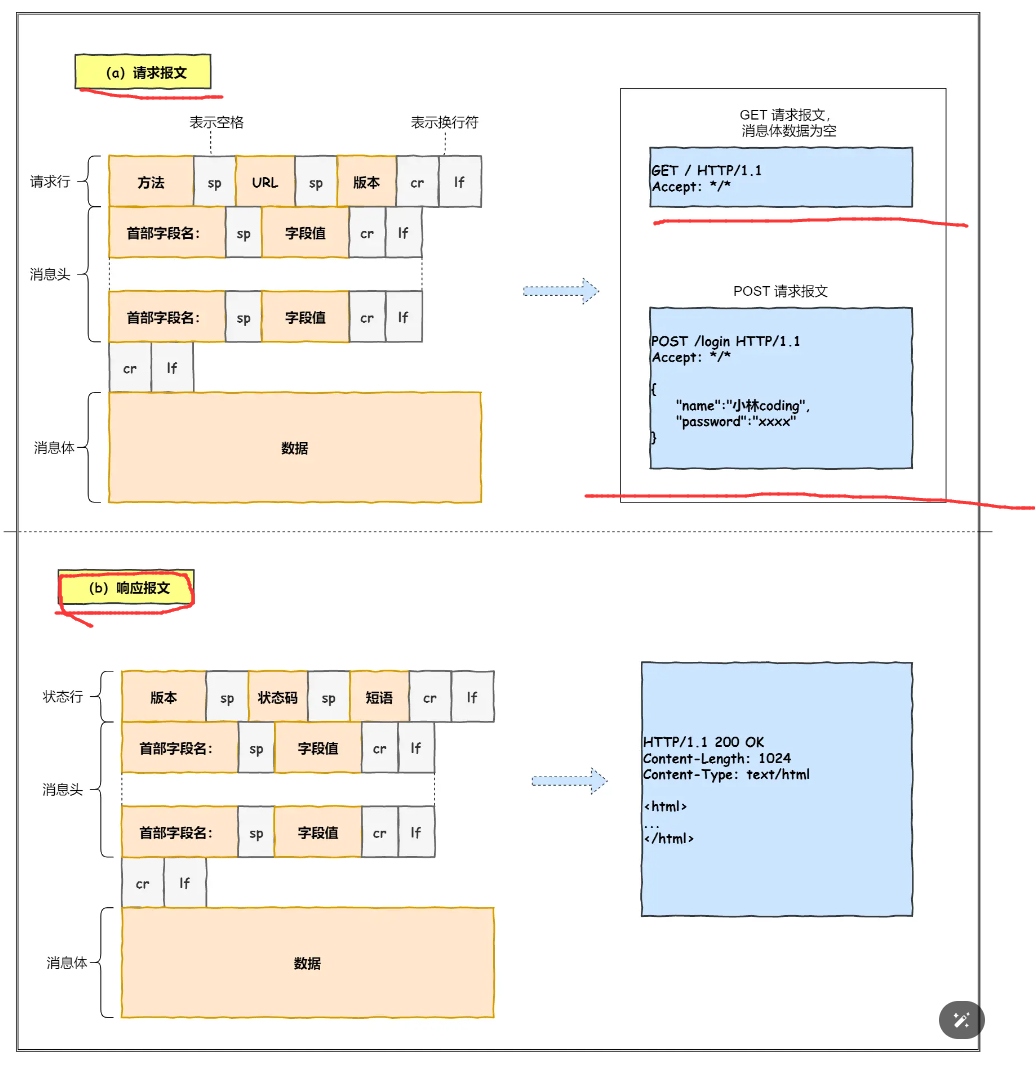 (a) 请求报文
表示空格
表示换行符
请求行
方法 sp URL sp 版本 cr lf
消息头
首部字段名: sp 字段值 cr lf
首部字段名: sp 字段值 cr lf
cr lf
消息体
数据
GET 请求报文,
消息体数据为空
GET / HTTP/1.1
Accept: */*
POST 请求报文
POST /login HTTP/1.1
Accept: */*
{
"name":"小林coding",
"password":"xxxx"
}
(b) 响应报文
状态行
版本 sp 状态码 sp 短语 cr lf
消息头
首部字段名: sp 字段值 cr lf
首部字段名: sp 字段值 cr lf
cr lf
消息体
数据
HTTP/1.1 200 OK
Content-Length: 1024
Content-Type: text/html
<html>
...
</html>